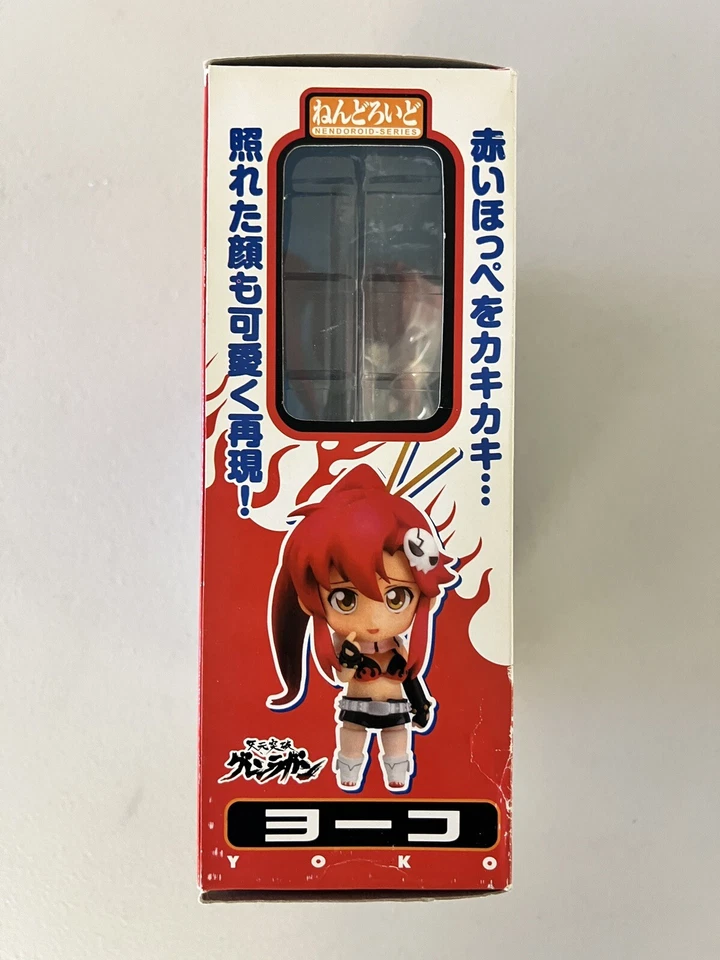 ねんどろいど
NENDOROID-SERIES
赤いほっぺをカキカキ…
照れた顔も可愛く再現!
天元突破
グレンラガン
ヨーコ
YOKO